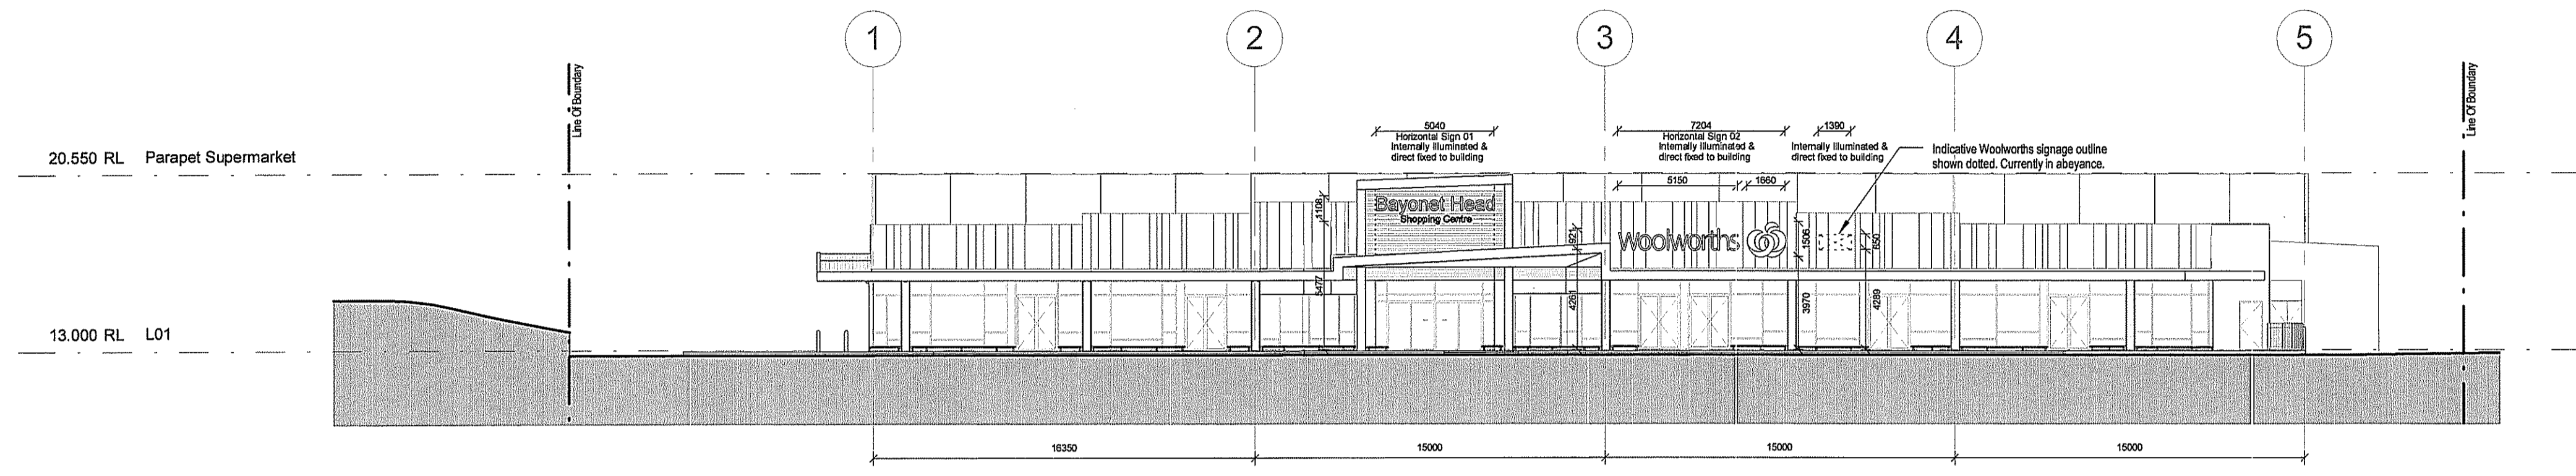 1
2
3
4
5
Line Of Boundary
Line Of Boundary
20.550 RL Parapet Supermarket
5040
Horizontal Sign 01
Internally Illuminated &
direct fixed to building
7204
Horizontal Sign 02
Internally Illuminated &
direct fixed to building
1390
Internally Illuminated &
direct fixed to building
Indicative Woolworths signage outline
shown dotted. Currently in abeyance.
5150
1660
1108
Bayonet Head
Shopping Centre
921
Woolworths
1506
650
5477
4261
3970
4289
13.000 RL L01
16350
15000
15000
15000